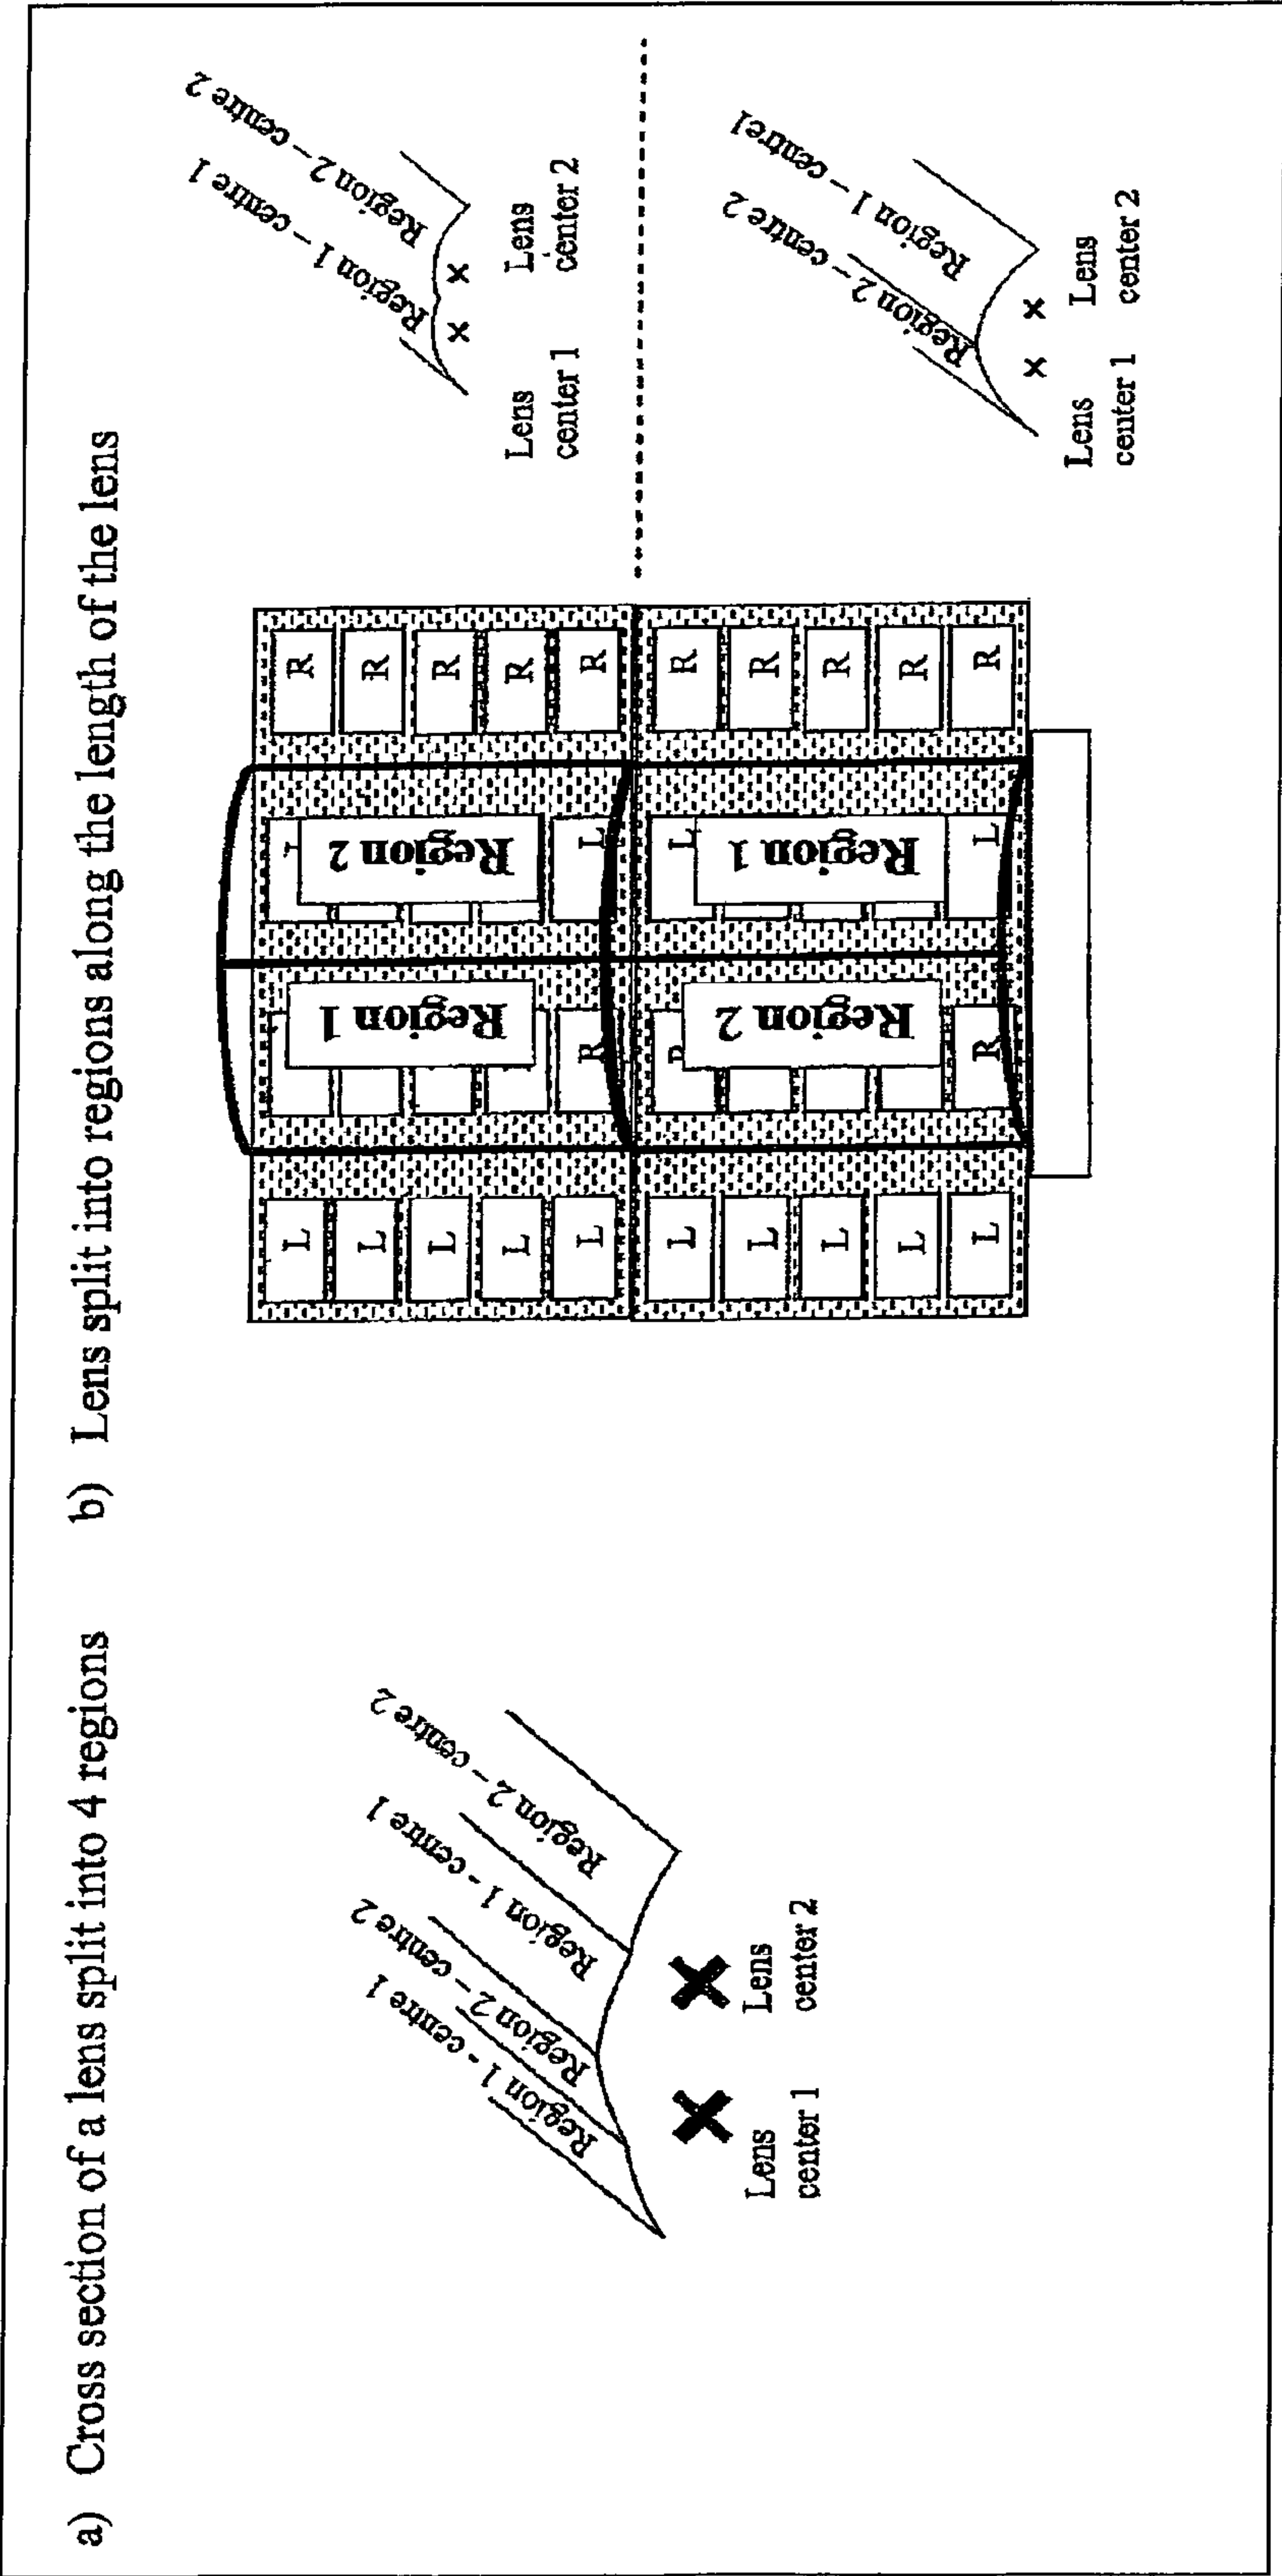 a) Cross section of a lens split into 4 regions
Region 1 - centre 1
Region 2 – centre 2
Region 1 - centre 1
Region 2 – centre 2
Lens
center 1
Lens
center 2
b) Lens split into regions along the length of the lens
L R
L R
L R
L R
L R L R
Region 1
Region 2
L L R
L R
L R
L R
L R L R
Region 2
Region 1
Region 1 – centre 1
Region 2 – centre 2
Lens
center 1
Lens
center 2
Region 2 – centre 2
Region 1 – centre1
Lens
center 1
Lens
center 2